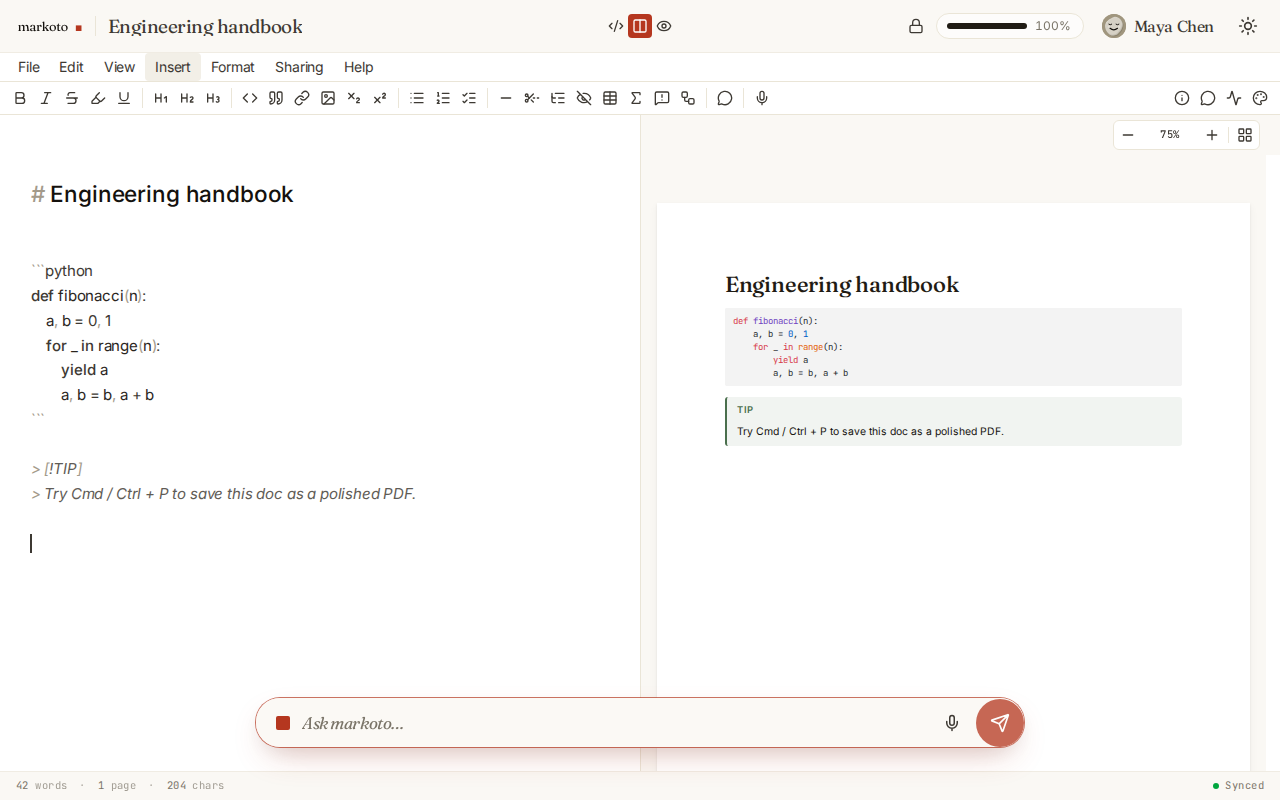 markoto
Engineering handbook
100%
Maya Chen
File Edit View Insert Format Sharing Help
H1 H2 H3
75%
# Engineering handbook
```python
def fibonacci(n):
    a, b = 0, 1
    for _ in range(n):
        yield a
        a, b = b, a + b
```
> [!TIP]
> Try Cmd / Ctrl + P to save this doc as a polished PDF.
Engineering handbook
def fibonacci(n):
    a, b = 0, 1
    for _ in range(n):
        yield a
        a, b = b, a + b
TIP
Try Cmd / Ctrl + P to save this doc as a polished PDF.
Ask markoto...
42 words · 1 page · 204 chars
Synced